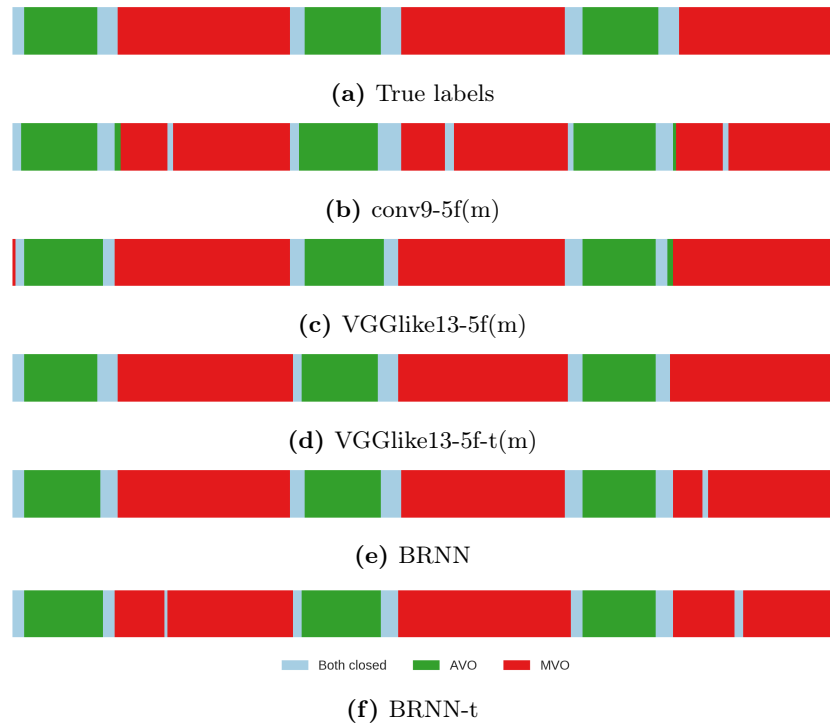 (a) True labels
(b) conv9-5f(m)
(c) VGGlike13-5f(m)
(d) VGGlike13-5f-t(m)
(e) BRNN
Both closed AVO MVO
(f) BRNN-t